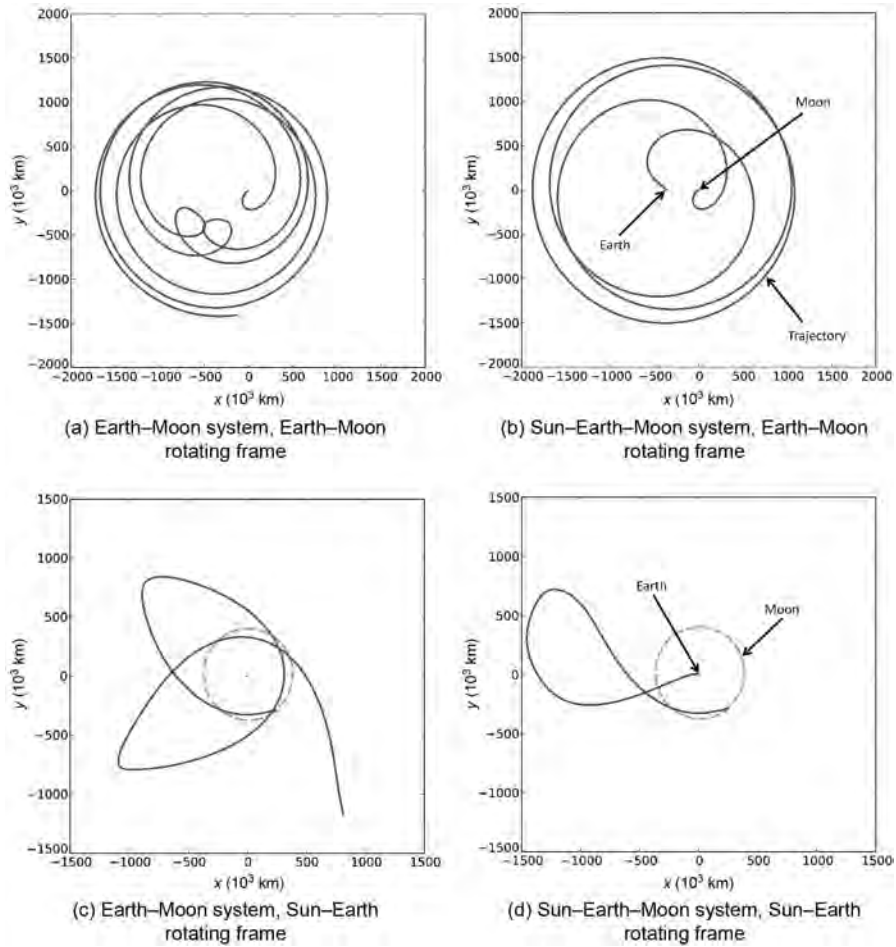 2000
1500
1000
500
0
−500
−1000
−1500
−2000
y (10³ km)
−2000 −1500 −1000 −500 0 500 1000 1500 2000
x (10³ km)
(a) Earth–Moon system, Earth–Moon
rotating frame
2000
1500
1000
500
0
−500
−1000
−1500
−2000
y (10³ km)
Moon
Earth
Trajectory
−2000 −1500 −1000 −500 0 500 1000 1500 2000
x (10³ km)
(b) Sun–Earth–Moon system, Earth–Moon
rotating frame
1500
1000
500
0
−500
−1000
−1500
y (10³ km)
−1500 −1000 −500 0 500 1000 1500
x (10³ km)
(c) Earth–Moon system, Sun–Earth
rotating frame
1500
1000
500
0
−500
−1000
−1500
y (10³ km)
Earth
Moon
−1500 −1000 −500 0 500 1000 1500
x (10³ km)
(d) Sun–Earth–Moon system, Sun–Earth
rotating frame